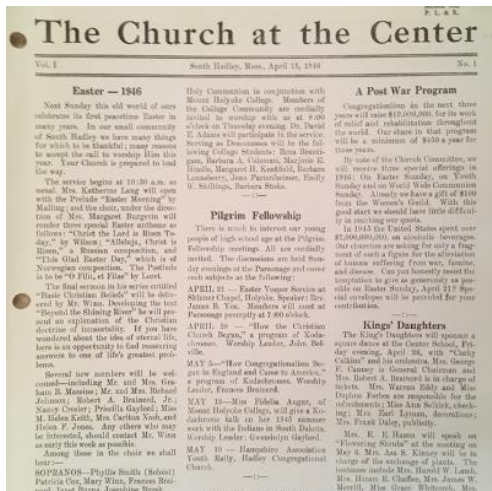 P. L. & R.
The Church at the Center
Vol. I South Hadley, Mass., April 15, 1946 No. 1
Easter — 1946
Next Sunday this old world of ours
celebrates its first peacetime Easter in
many years. In our small community
of South Hadley we have many things
for which to be thankful; many reasons
to accept the call to worship Him this
year. Your Church is prepared to lead
the way.
The service begins at 10:30 a.m. as
usual. Mrs. Katherine Lang will open
with the Prelude "Easter Morning" by
Malling; and the choir, under the direc-
tion of Mrs. Margaret Burgevin will
render three special Easter anthems as
follows: "Christ the Lord is Risen To-
day," by Wilson; "Alleluja, Christ is
Risen," a Russian composition, and
"This Glad Easter Day," which is of
Norwegian composition. The Postlude
is to be "O Filii, et Filiae" by Loret.
The final sermon in his series entitled
"Basic Christian Beliefs" will be deliv-
ered by Mr. Winn. Developing the text
"Beyond the Shining River" he will pre-
sent an explanation of the Christian
doctrine of immortality. If you have
wondered about the idea of eternal life,
here is an opportunity to find reassuring
answers to one of life's greatest prob-
lems.
Several new members will be wel-
comed—including Mr. and Mrs. Gra-
ham B. Mrs. and Mrs. Richard
Johnson; Robert A. Brainerd, Jr.;
Nancy Crosier; Priscilla Gaylord; Miss
M. Helen Keith, Mrs. Carlton Nash, and
Helen F. Jones. Any others who may
be interested, should contact Mr. Winn
as early this week as possible.
Among those in the choir we shall
hear:—
SOPRANOS—Phyllis Smith (Soloist)
Patricia Cox, Mary Winn, Frances Brai-
Holy Communion in conjunction with
Mount Holyoke College. Members of
the College Community are cordially
invited to worship with us at 8:00
o'clock on Thursday evening. Dr. David
E. Adams will participate in the service.
Serving as Deaconesses will be the fol-
lowing College Students:
Barbara A. Coleman, Marjorie E.
Margaret H. Barbara
Jean Emily
W. Skillings, Barbara
Pilgrim Fellowship
There is much to interest our young
people of high school age at the Pilgrim
Fellowship meetings. All are cordially
invited. The discussions are held Sun-
day evenings at the Parsonage and cover
such subjects as the following:
APRIL 21 — Easter Vesper Service at
Skinner Chapel, Holyoke. Speaker: Rev.
James R. Yee. Members will meet at
Parsonage promptly at 7:00 o'clock.
APRIL 28 — "How the Christian
Church Began," a program of Koda-
chromes. Worship Leader, John Bel-
ville.
MAY 5—"How Congregationalism Be-
gan in England and Came to America,"
a program of Kodachromes, Worship
Leader, Frances Brainerd.
MAY 12—Miss Fidelia Augur, of
Mount Holyoke College, will give a Ko-
dachrome talk on her 1945 summer
work with the Indians in South Dakota.
Worship Leader: Gwendolyn Gaylord.
MAY 19 — Hampshire Association
Youth Rally, Hadley Congregational
Church.
A Post War Program
Congregationalism in the next three
years will raise for its work
of relief and rehabilitation throughout
the world. Our share in that program
will be a minimum of $450 a year for
three years.
By vote of the Church Committee, we
will receive three special offerings in
1946: On Easter Sunday, on Youth
Sunday and on World Wide Communion
Sunday. Already we have a gift of $100
from the Women's Guild. With this
good start we should have little difficul-
ty in reaching our quota.
In 1945 the United States spent over
$7,000,000,000. on alcoholic beverages.
Our churches are asking for only a frag-
ment of such a figure for the alleviation
of human suffering from war, famine,
and disease. Can you honestly resist the
temptation to give as generously as pos-
sible on Easter Sunday, April 21? Spe-
cial envelopes will be provided for your
contribution.
Kings' Daughters
The King's Daughters will sponsor a
square dance at the Center School, Fri-
day evening, April 26, with "Corky
Calkins" and his orchestra. Mrs. George
F. Canney is General Chairman and
Mrs. Robert A. Brainerd is in charge of
tickets. Mrs. Warren Eddy and Miss
Daphne Forbes are responsible for the
refreshments; Miss Ann Selkirk, check-
ing; Mrs. Earl Lyman, decorations;
Mrs. Frank Daley, publicity.
Mrs. E. E. Hazen will speak on
"Flowering Shrubs" at the meeting on
May 6. Mrs. Asa S. Kinney will be in
charge of the exchange of plants. The
hostesses include Mrs. Harold W. Lamb,
Mrs. Hiram E. Chaffee, Mrs. James W.
Merrill, Miss Grace